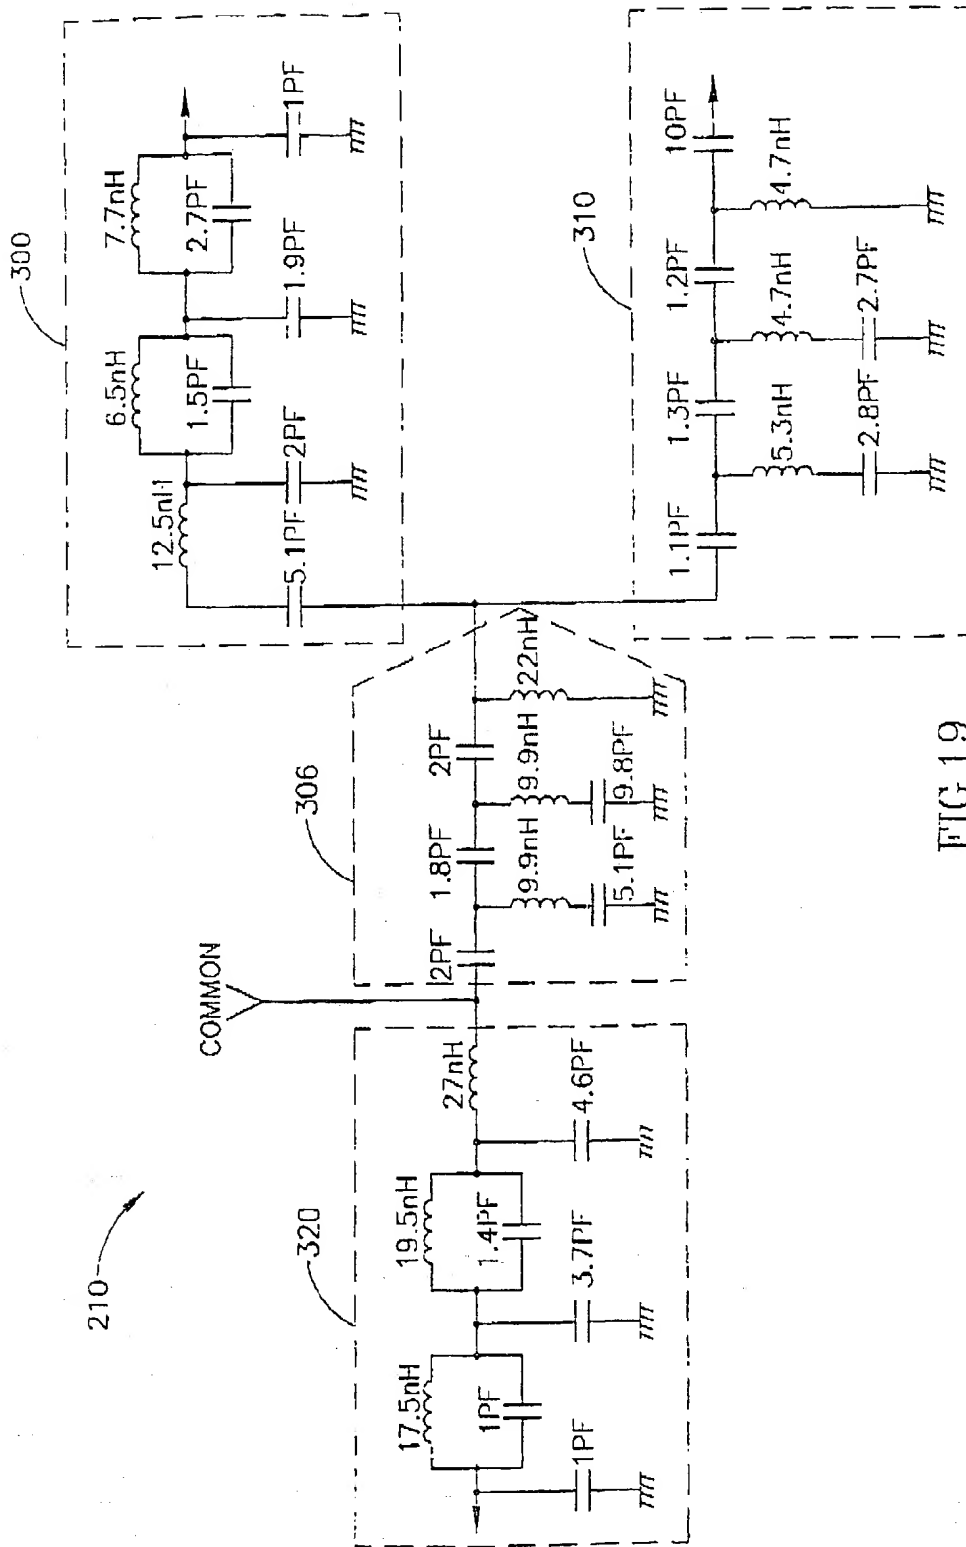 210
COMMON
300
7.7nH
2.7PF
1PF
6.5nH
1.5PF
1.9PF
12.5nH
2PF
5.1PF
306
2PF
9.9nH
22nH
1.8PF
9.8PF
9.9nH
5.1PF
2PF
310
10PF
4.7nH
1.2PF
4.7nH
2.7PF
1.3PF
5.3nH
2.8PF
1.1PF
320
27nH
4.6PF
19.5nH
1.4PF
3.7PF
17.5nH
1PF
1PF
FIG.19